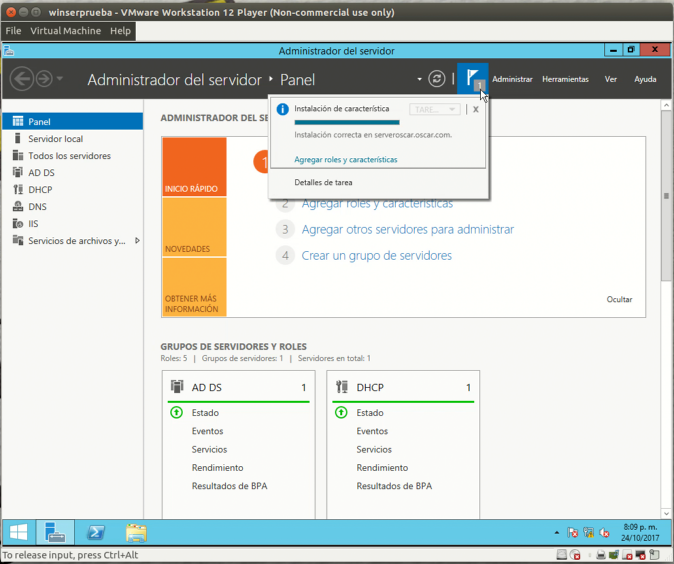 winserprueba - VMware Workstation 12 Player (Non-commercial use only)
File Virtual Machine Help
Administrador del servidor
Administrador del servidor Panel
1
Administrar Herramientas Ver Ayuda
Instalación de característica
TARE...
X
Instalación correcta en serveroscar.oscar.com.
Agregar roles y características
Detalles de tarea
Panel
Servidor local
Todos los servidores
AD DS
DHCP
DNS
IIS
Servicios de archivos y...
ADMINISTRADOR DEL SE
INICIO RÁPIDO
NOVEDADES
OBTENER MÁS
INFORMACIÓN
1
2 Agregar roles y características
3 Agregar otros servidores para administrar
4 Crear un grupo de servidores
Ocultar
GRUPOS DE SERVIDORES Y ROLES
Roles: 5 | Grupos de servidores: 1 | Servidores en total: 1
AD DS 1
Estado
Eventos
Servicios
Rendimiento
Resultados de BPA
DHCP 1
Estado
Eventos
Servicios
Rendimiento
Resultados de BPA
8:09 p. m.
24/10/2017
To release input, press Ctrl+Alt